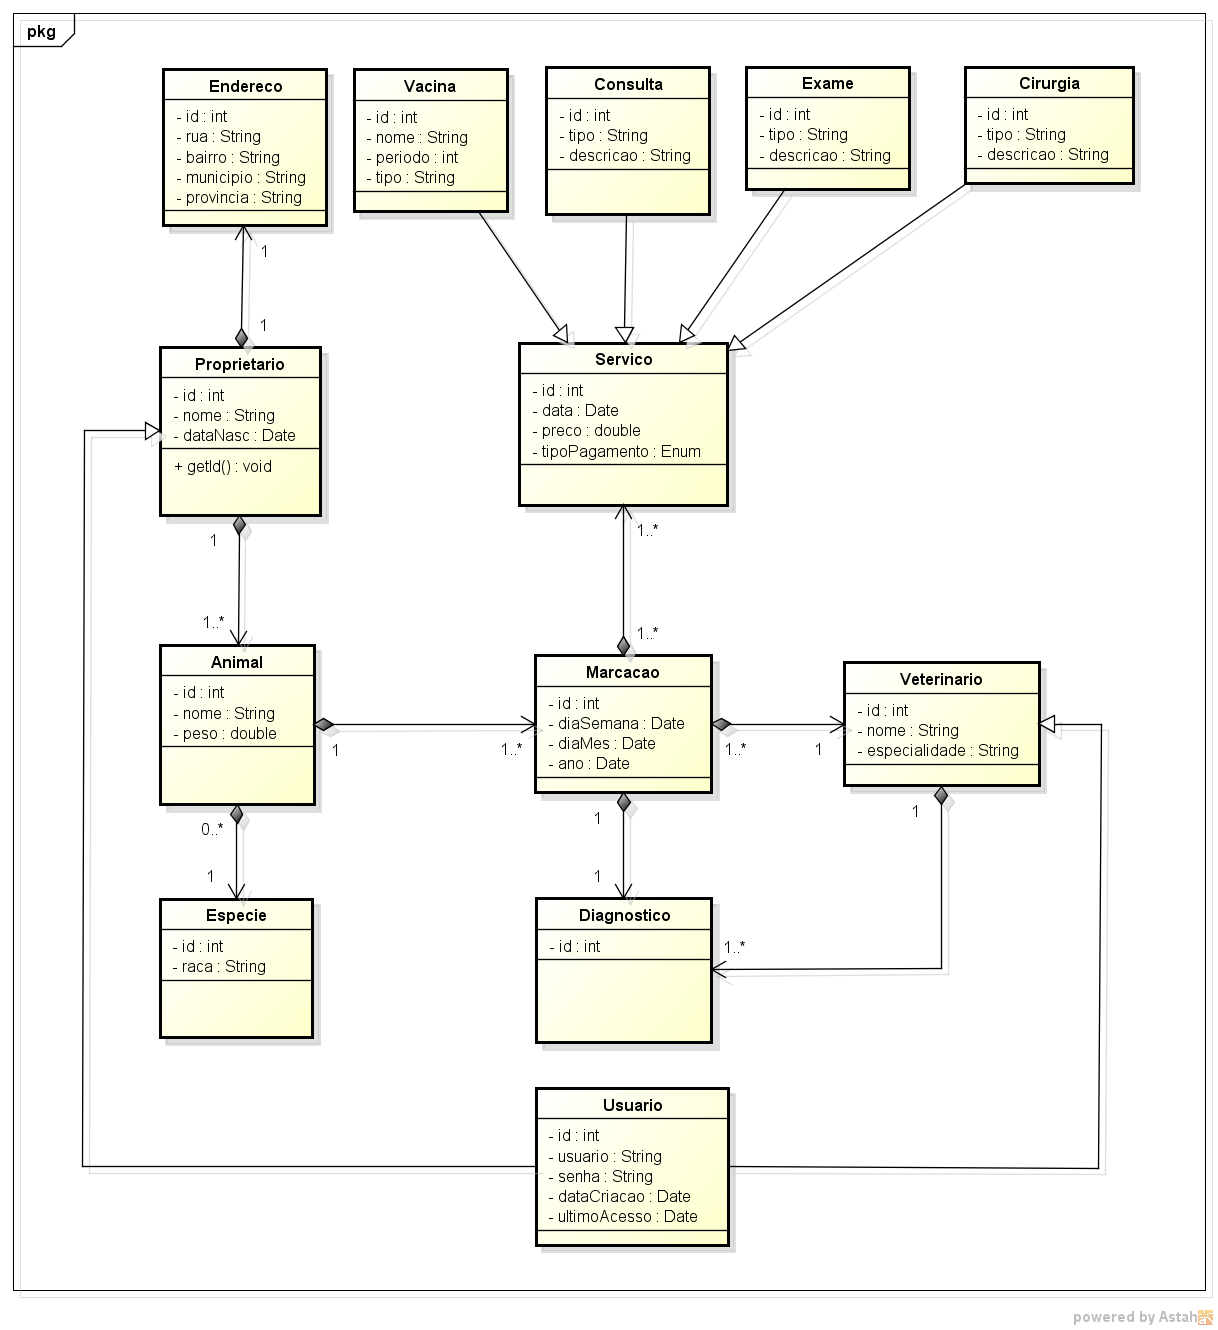 pkg
Endereco
- id : int
- rua : String
- bairro : String
- municipio : String
- provincia : String
Vacina
- id : int
- nome : String
- periodo : int
- tipo : String
Consulta
- id : int
- tipo : String
- descricao : String
Exame
- id : int
- tipo : String
- descricao : String
Cirurgia
- id : int
- tipo : String
- descricao : String
1
1
Proprietario
- id : int
- nome : String
- dataNasc : Date
+ getId() : void
Servico
- id : int
- data : Date
- preco : double
- tipoPagamento : Enum
1
1..*
1..*
1..*
Animal
- id : int
- nome : String
- peso : double
1
1..*
Marcacao
- id : int
- diaSemana : Date
- diaMes : Date
- ano : Date
1..*
1
Veterinario
- id : int
- nome : String
- especialidade : String
0..*
1
1
1
1
1..*
Especie
- id : int
- raca : String
Diagnostico
- id : int
Usuario
- id : int
- usuario : String
- senha : String
- dataCriacao : Date
- ultimoAcesso : Date
powered by Astah